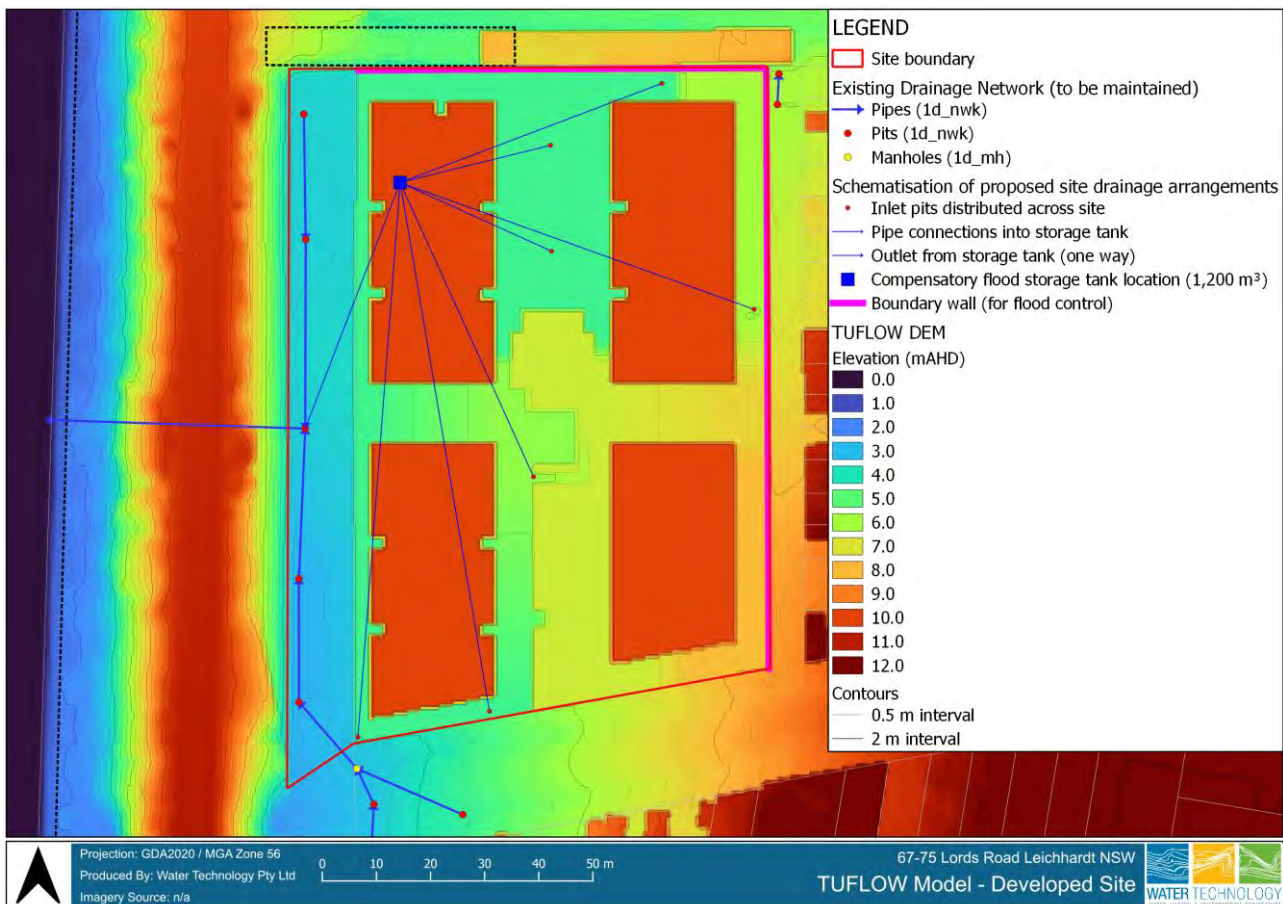 LEGEND
Site boundary
Existing Drainage Network (to be maintained)
Pipes (1d_nwk)
Pits (1d_nwk)
Manholes (1d_mh)
Schematisation of proposed site drainage arrangements
Inlet pits distributed across site
Pipe connections into storage tank
Outlet from storage tank (one way)
Compensatory flood storage tank location (1,200 m³)
Boundary wall (for flood control)
TUFLOW DEM
Elevation (mAHD)
0.0
1.0
2.0
3.0
4.0
5.0
6.0
7.0
8.0
9.0
10.0
11.0
12.0
Contours
0.5 m interval
2 m interval
Projection: GDA2020 / MGA Zone 56
Produced By: Water Technology Pty Ltd
Imagery Source: n/a
0 10 20 30 40 50 m
67-75 Lords Road Leichhardt NSW
TUFLOW Model - Developed Site
WATER TECHNOLOGY